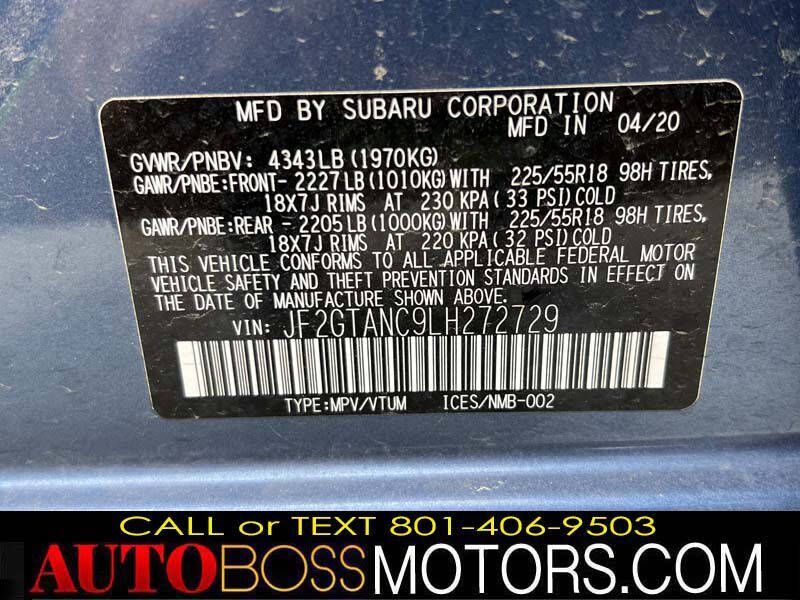 MFD BY SUBARU CORPORATION
MFD IN 04/20
GVWR/PNBV: 4343LB (1970KG)
GAWR/PNBE:FRONT- 2227LB (1010KG) WITH 225/55R18 98H TIRES,
18X7J RIMS AT 230 KPA ( 33 PSI) COLD
GAWR/PNBE:REAR - 2205LB (1000KG) WITH 225/55R18 98H TIRES,
18X7J RIMS AT 220 KPA ( 32 PSI) COLD
THIS VEHICLE CONFORMS TO ALL APPLICABLE FEDERAL MOTOR
VEHICLE SAFETY AND THEFT PREVENTION STANDARDS IN EFFECT ON
THE DATE OF MANUFACTURE SHOWN ABOVE.
VIN: JF2GTANC9LH272729
TYPE:MPV/VTUM ICES/NMB-002
CALL or TEXT 801-406-9503
AUTOBOSSMOTORS.COM